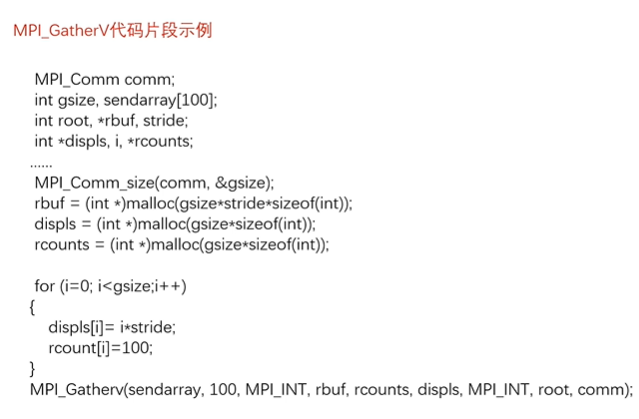 MPI_GatherV代码片段示例
MPI_Comm comm;
int gsize, sendarray[100];
int root, *rbuf, stride;
int *displs, i, *rcounts;
......
MPI_Comm_size(comm, &gsize);
rbuf = (int *)malloc(gsize*stride*sizeof(int));
displs = (int *)malloc(gsize*sizeof(int));
rcounts = (int *)malloc(gsize*sizeof(int));
for (i=0; i<gsize;i++)
{
displs[i]= i*stride;
rcount[i]=100;
}
MPI_Gatherv(sendarray, 100, MPI_INT, rbuf, rcounts, displs, MPI_INT, root, comm);